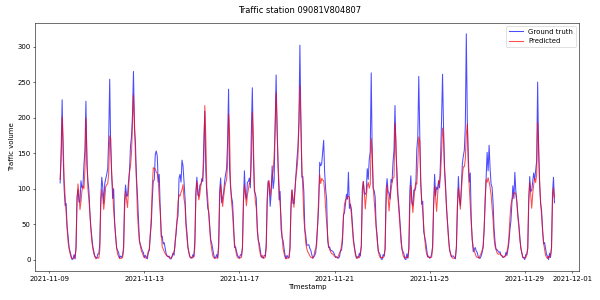 Traffic station 09081V804807
Ground truth
Predicted
Traffic volume
300
250
200
150
100
50
0
2021-11-09
2021-11-13
2021-11-17
2021-11-21
2021-11-25
2021-11-29
2021-12-01
Timestamp